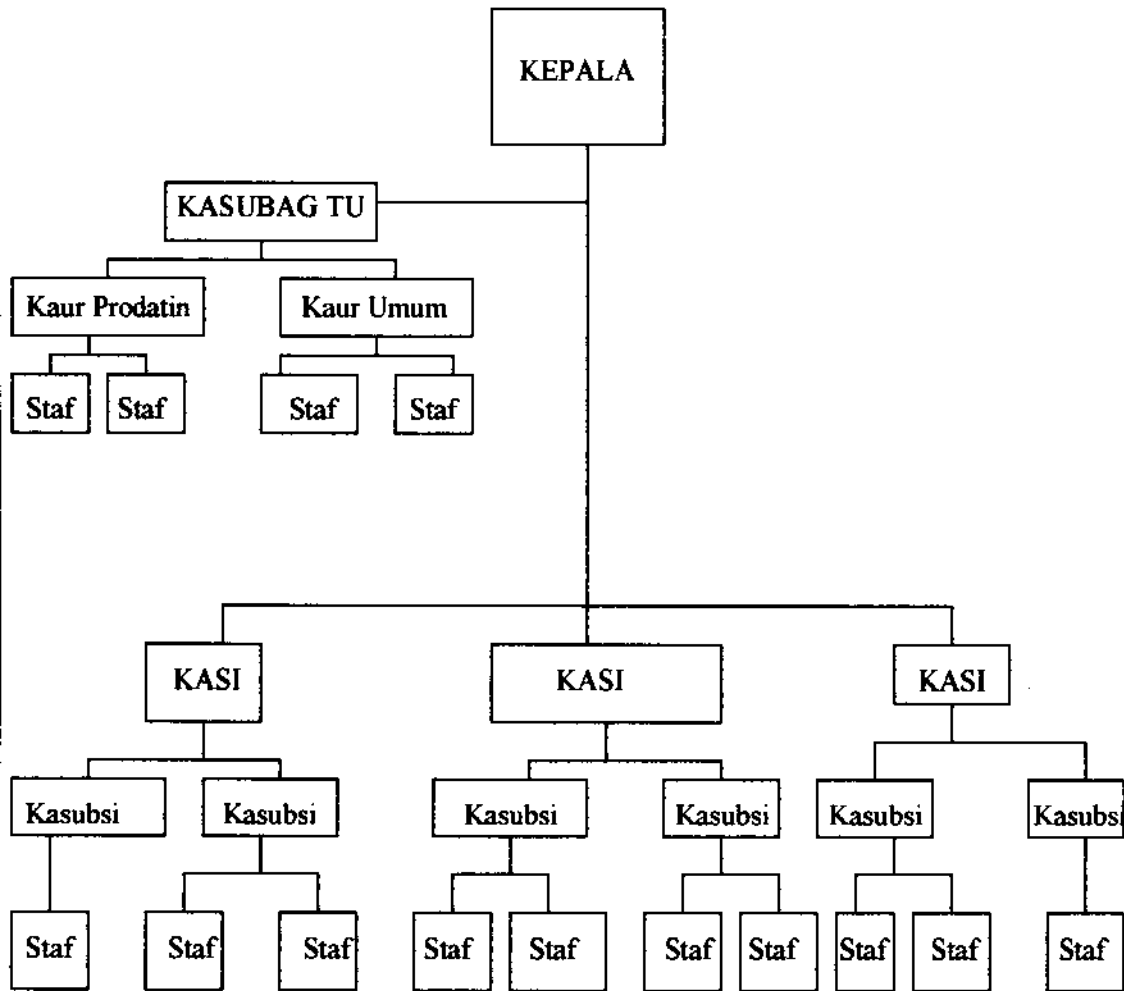 KEPALA
KASUBAG TU
Kaur Prodatin
Kaur Umum
Staf
Staf
Staf
Staf
KASI
KASI
KASI
Kasubsi
Kasubsi
Kasubsi
Kasubsi
Kasubsi
Kasubsi
Staf
Staf
Staf
Staf
Staf
Staf
Staf
Staf
Staf
Staf